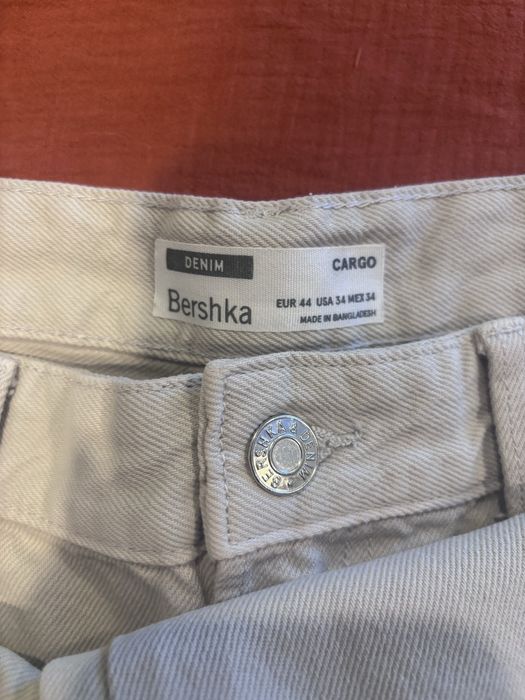 DENIM
CARGO
Bershka
EUR 44 USA 34 MEX 34
MADE IN BANGLADESH
BERSHKA & DENIM